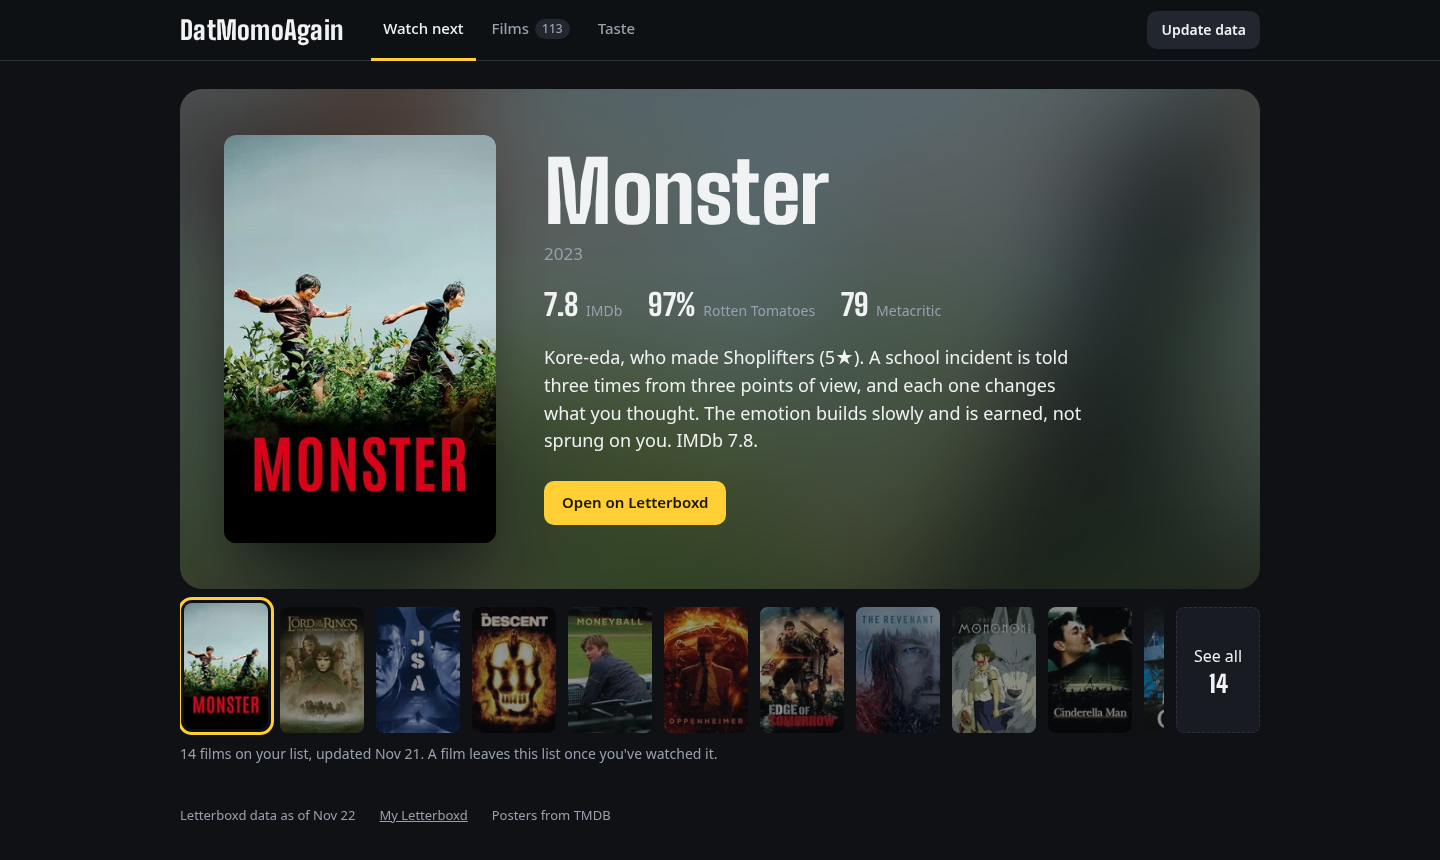 DatMomoAgain
Watch next
Films 113
Taste
Update data
MONSTER
Monster
2023
7.8 IMDb 97% Rotten Tomatoes 79 Metacritic
Kore-eda, who made Shoplifters (5★). A school incident is told
three times from three points of view, and each one changes
what you thought. The emotion builds slowly and is earned, not
sprung on you. IMDb 7.8.
Open on Letterboxd
MONSTER
THE LORD OF THE RINGS
J
S
A
THE DESCENT
MONEYBALL
OPPENHEIMER
EDGE OF
TOMORROW
THE REVENANT
MONONOKE
Cinderella Man
See all
14
14 films on your list, updated Nov 21. A film leaves this list once you've watched it.
Letterboxd data as of Nov 22
My Letterboxd
Posters from TMDB